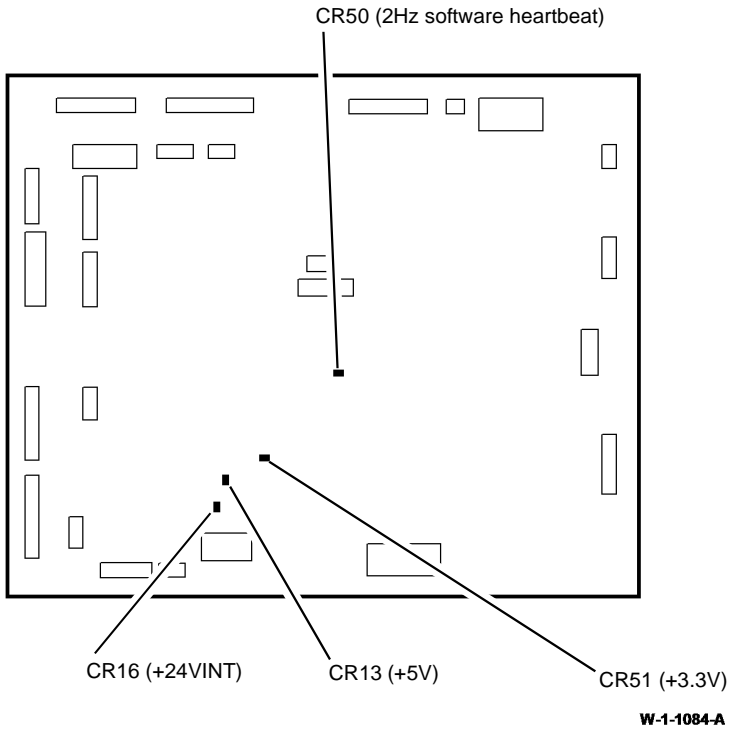 CR50 (2Hz software heartbeat)
CR16 (+24VINT)
CR13 (+5V)
CR51 (+3.3V)
W-1-1084-A